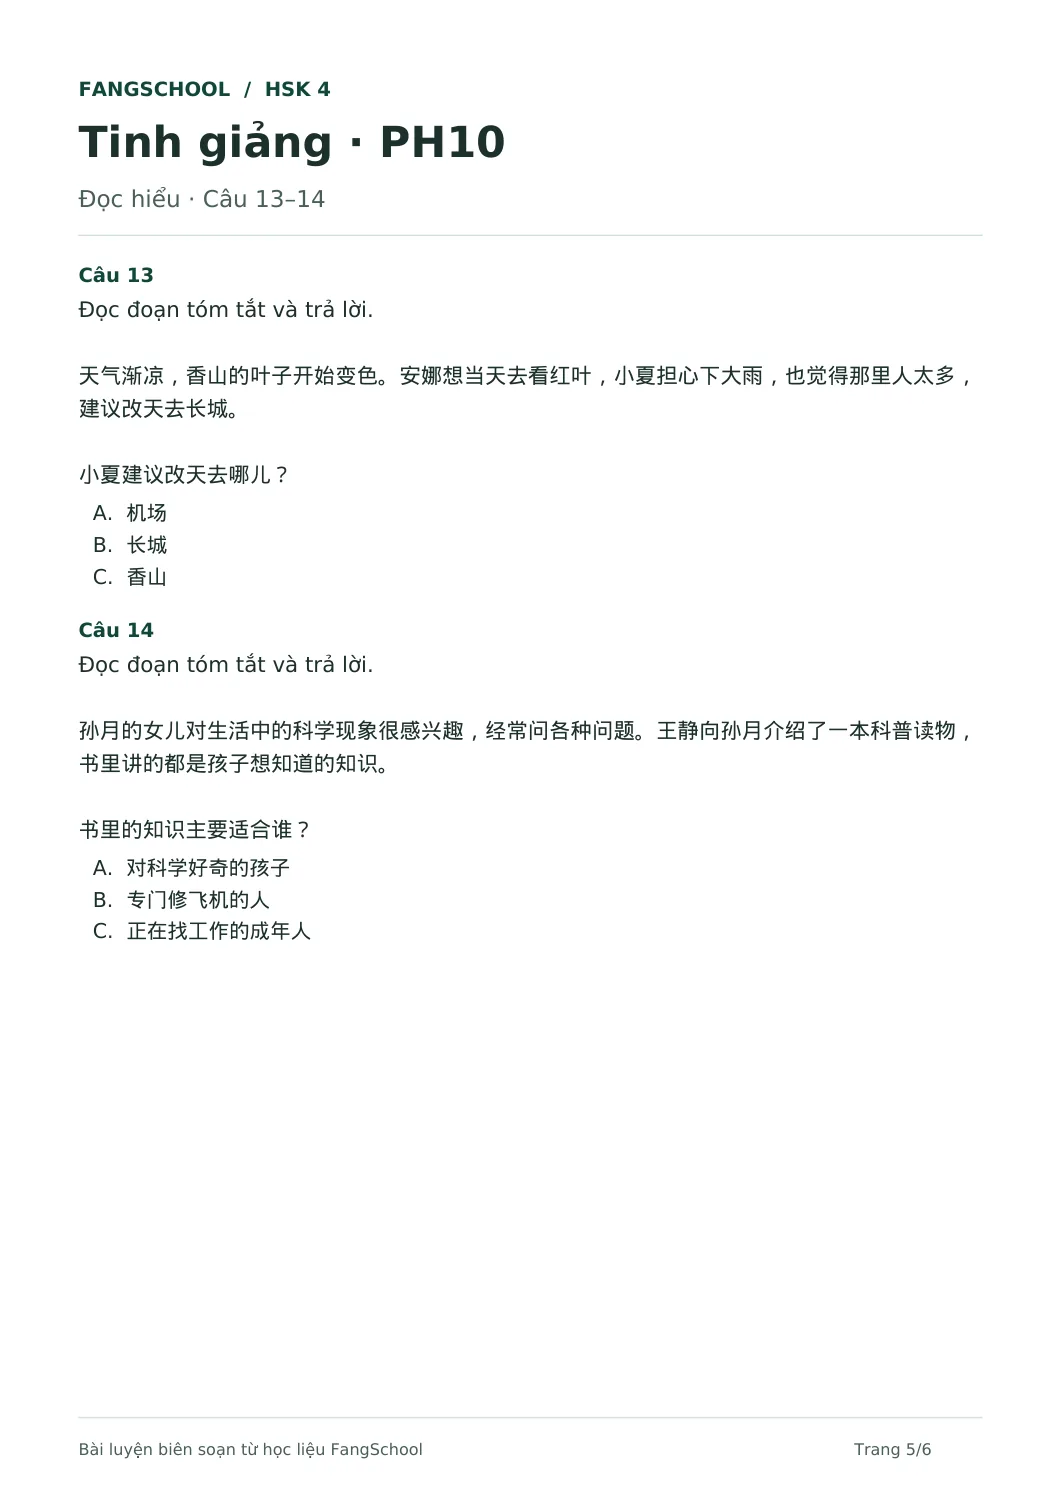 FANGSCHOOL / HSK 4
Tinh giảng · PH10
Đọc hiểu · Câu 13–14
Câu 13
Đọc đoạn tóm tắt và trả lời.
天气渐凉，香山的叶子开始变色。安娜想当天去看红叶，小夏担心下大雨，也觉得那里人太多，
建议改天去长城。
小夏建议改天去哪儿？
A. 机场
B. 长城
C. 香山
Câu 14
Đọc đoạn tóm tắt và trả lời.
孙月的女儿对生活中的科学现象很感兴趣，经常问各种问题。王静向孙月介绍了一本科普读物，
书里讲的都是孩子想知道的知识。
书里的知识主要适合谁？
A. 对科学好奇的孩子
B. 专门修飞机的人
C. 正在找工作的成年人
Bài luyện biên soạn từ học liệu FangSchool
Trang 5/6